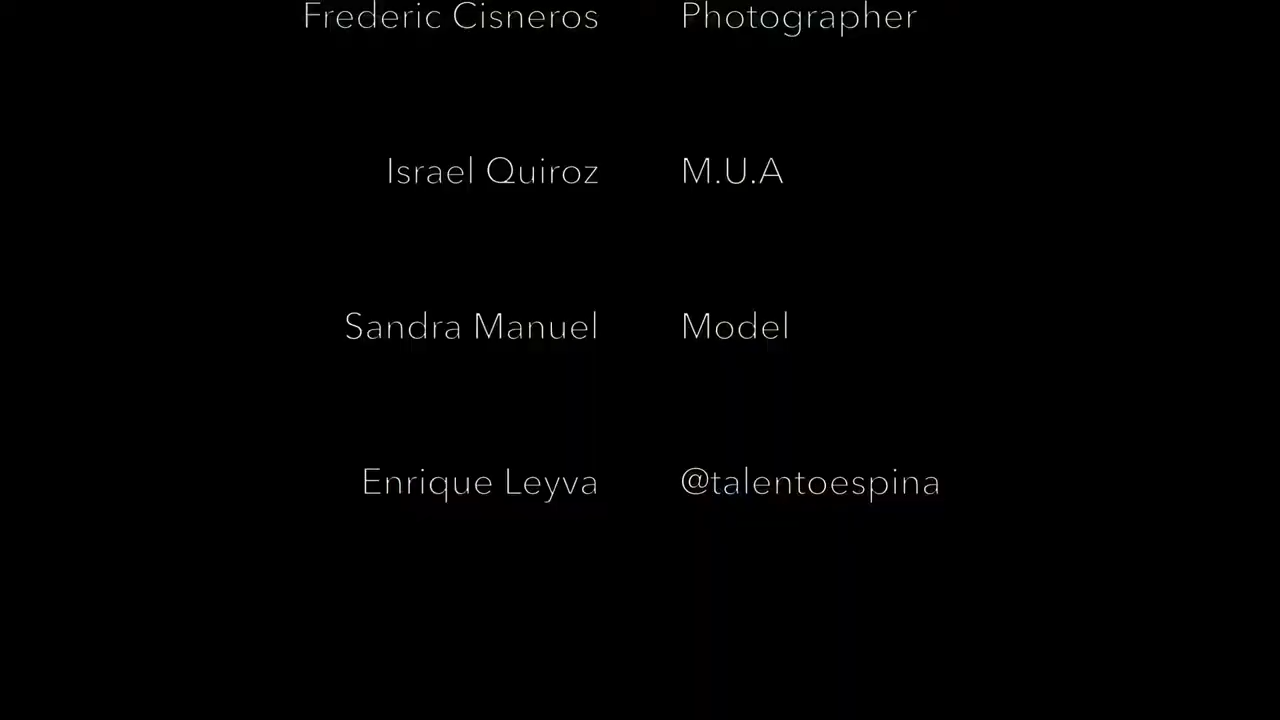 Frederic Cisneros Photographer
Israel Quiroz M.U.A
Sandra Manuel Model
Enrique Leyva @talentoespina